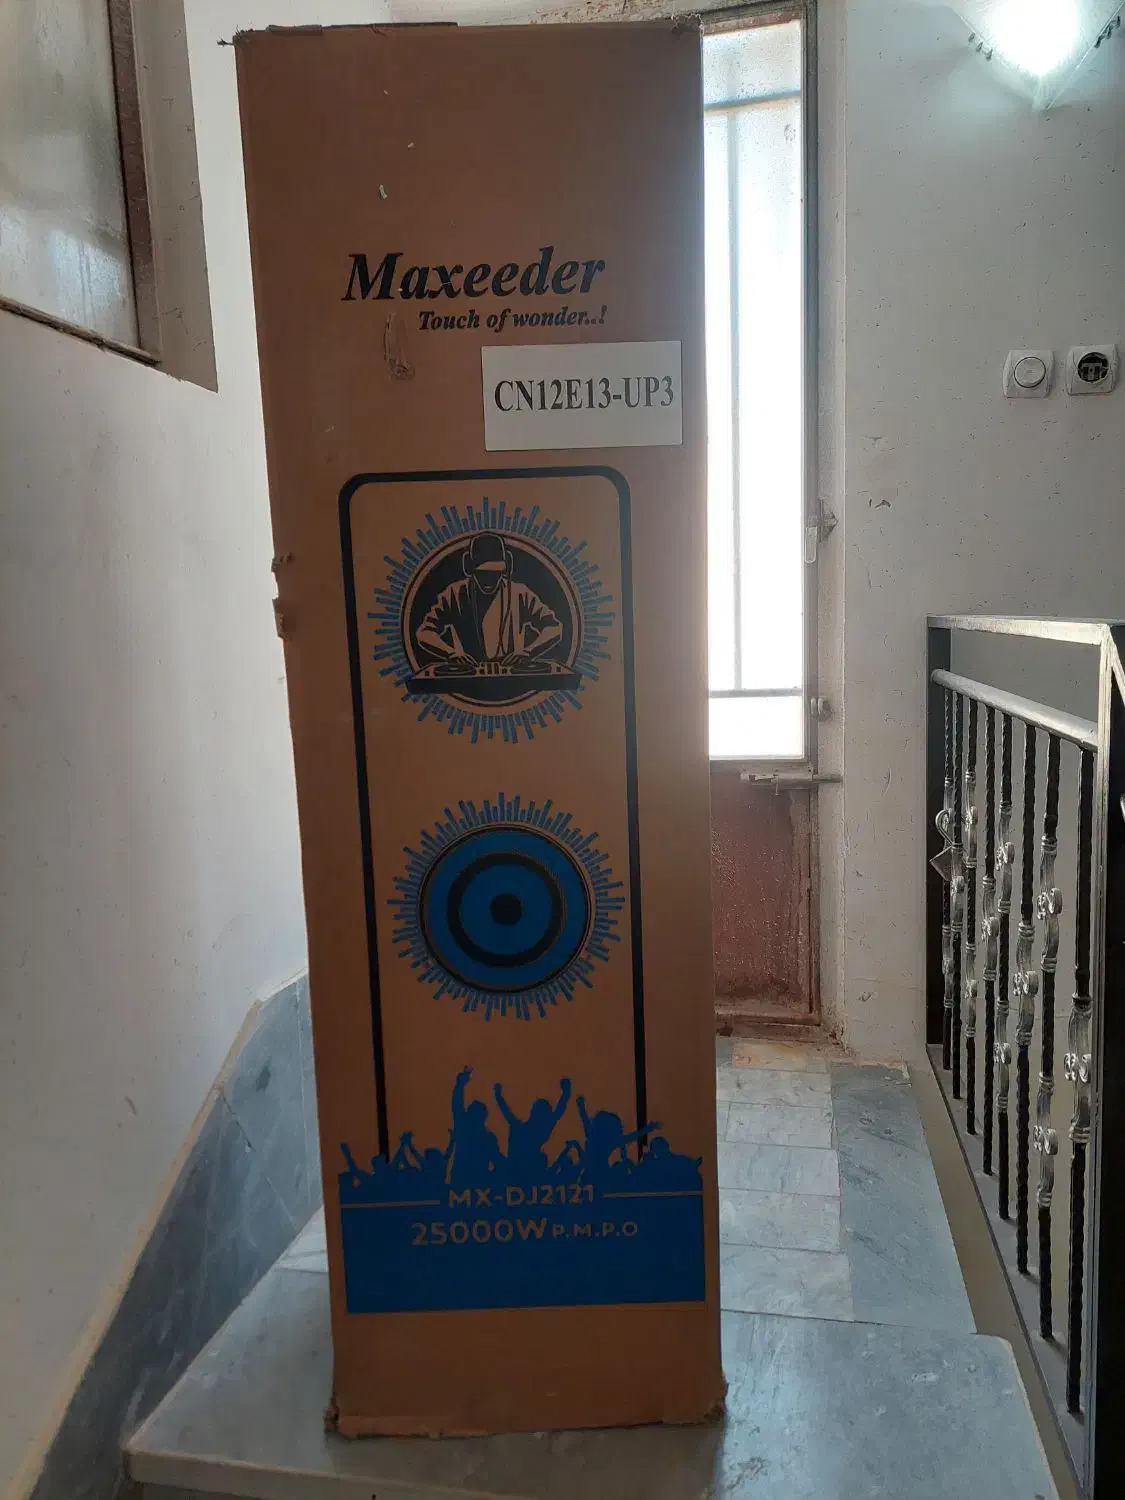 Maxeeder
Touch of wonder..!
CN12E13-UP3
MX-DJ2121
25000W P.M.P.O